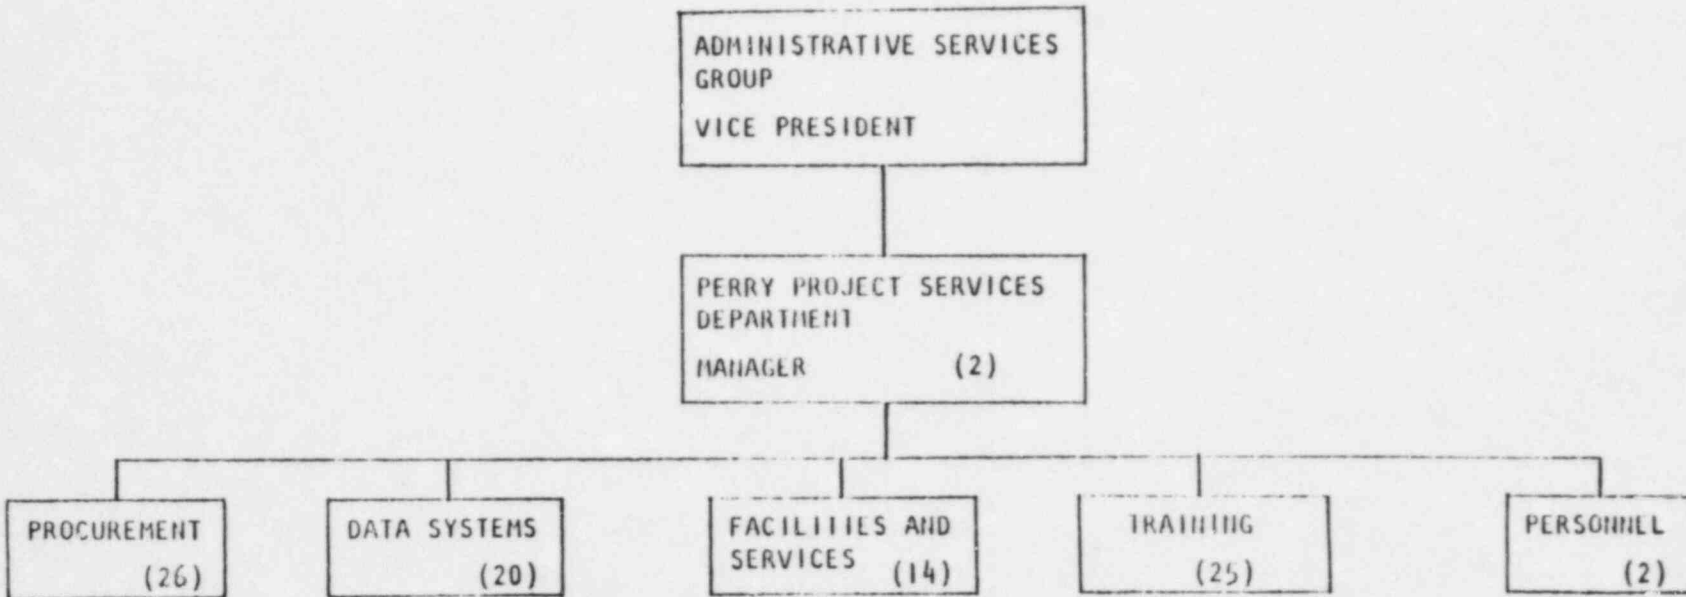 ADMINISTRATIVE SERVICES
GROUP
VICE PRESIDENT
PERRY PROJECT SERVICES
DEPARTMENT
MANAGER (2)
PROCUREMENT
(26)
DATA SYSTEMS
(20)
FACILITIES AND
SERVICES (14)
TRAINING
(25)
PERSONNEL
(2)